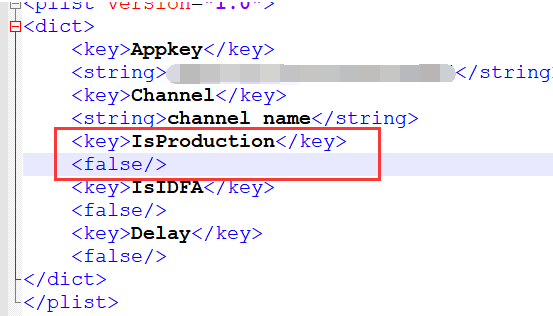 <plist version="1.0">
<dict>
<key>Appkey</key>
<string></string
<key>Channel</key>
<string>channel name</string>
<key>IsProduction</key>
<false/>
<key>IsIDFA</key>
<false/>
<key>Delay</key>
<false/>
</dict>
</plist>